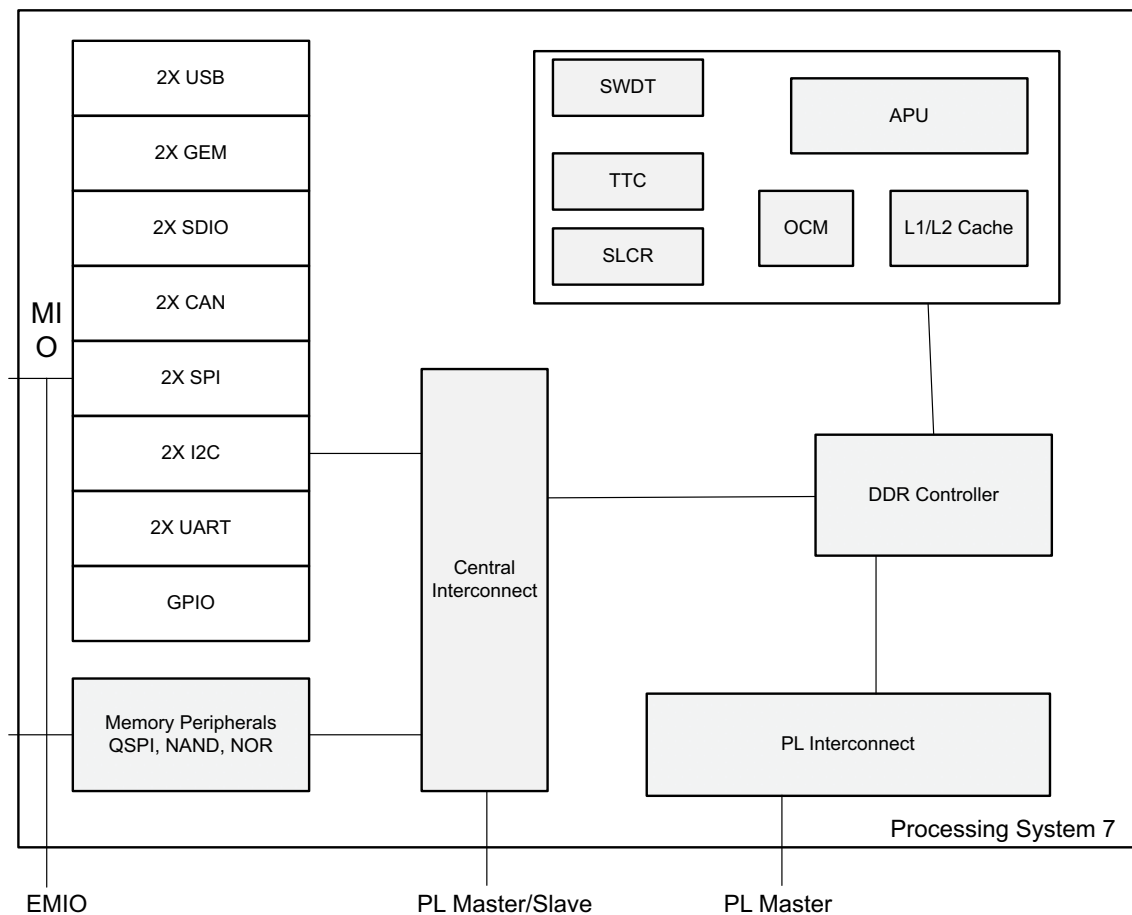 2X USB
2X GEM
2X SDIO
2X CAN
2X SPI
2X I2C
2X UART
GPIO
MI
O
Memory Peripherals
QSPI, NAND, NOR
Central
Interconnect
SWDT
TTC
SLCR
APU
OCM
L1/L2 Cache
DDR Controller
PL Interconnect
Processing System 7
EMIO
PL Master/Slave
PL Master